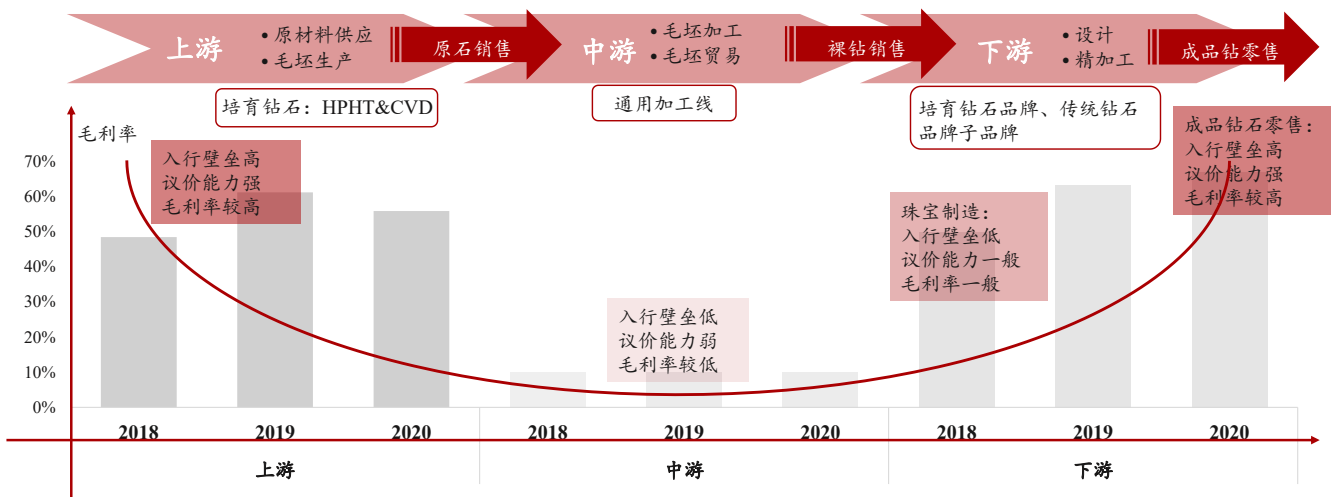 上游
• 原材料供应
• 毛坯生产
原石销售
中游
• 毛坯加工
• 毛坯贸易
裸钻销售
下游
• 设计
• 精加工
成品钻零售
培育钻石：HPHT&CVD
通用加工线
培育钻石品牌、传统钻石
品牌子品牌
毛利率
70%
60%
50%
40%
30%
20%
10%
0%
入行壁垒高
议价能力强
毛利率较高
入行壁垒低
议价能力弱
毛利率较低
珠宝制造：
入行壁垒低
议价能力一般
毛利率一般
成品钻石零售：
入行壁垒高
议价能力强
毛利率较高
2018
2019
2020
2018
2019
2020
2018
2019
2020
上游
中游
下游